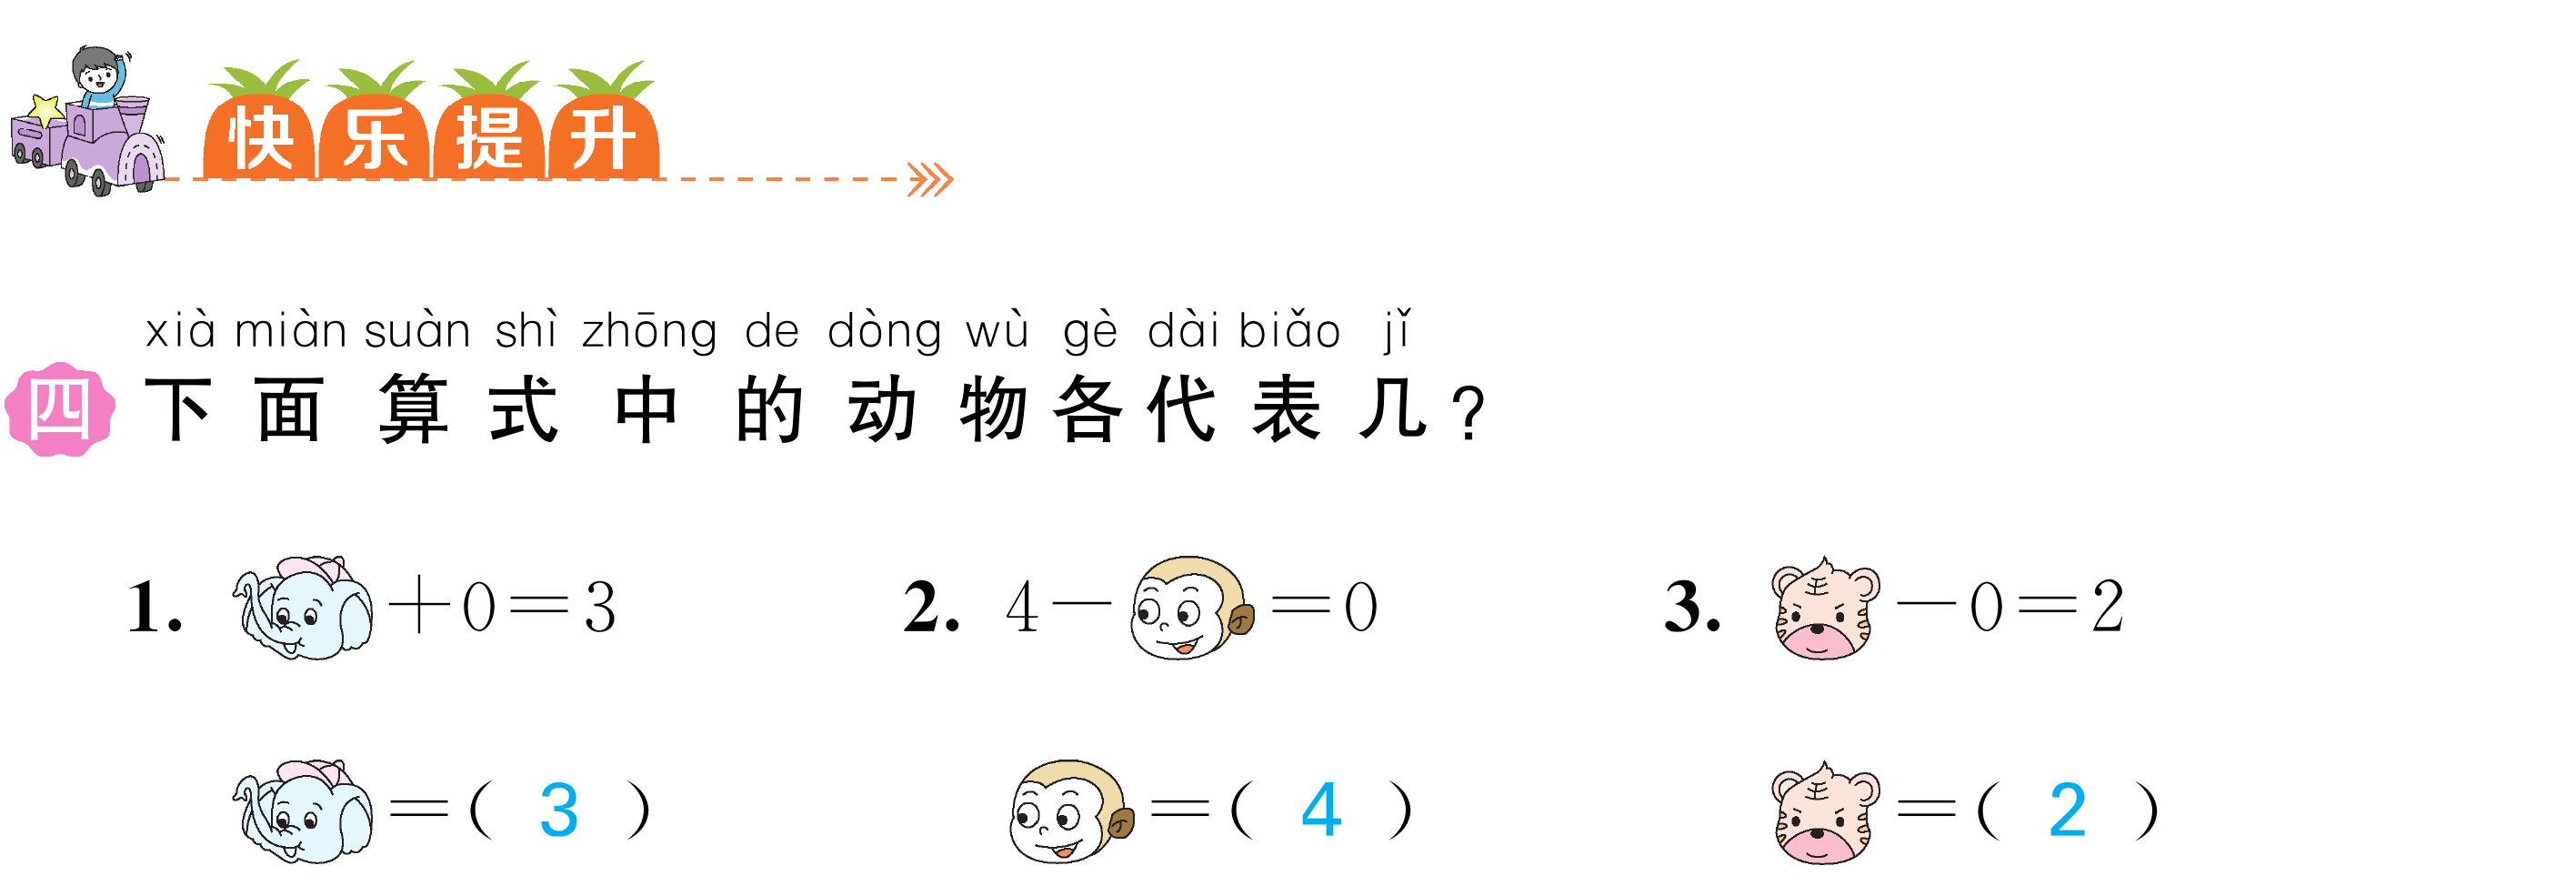 快乐提升
xià miàn suàn shì zhōng de dòng wù gè dài biǎo jǐ
四 下面算式中的动物各代表几?
1. +0=3 2. 4- =0 3. -0=2
=( 3 ) =( 4 ) =( 2 )